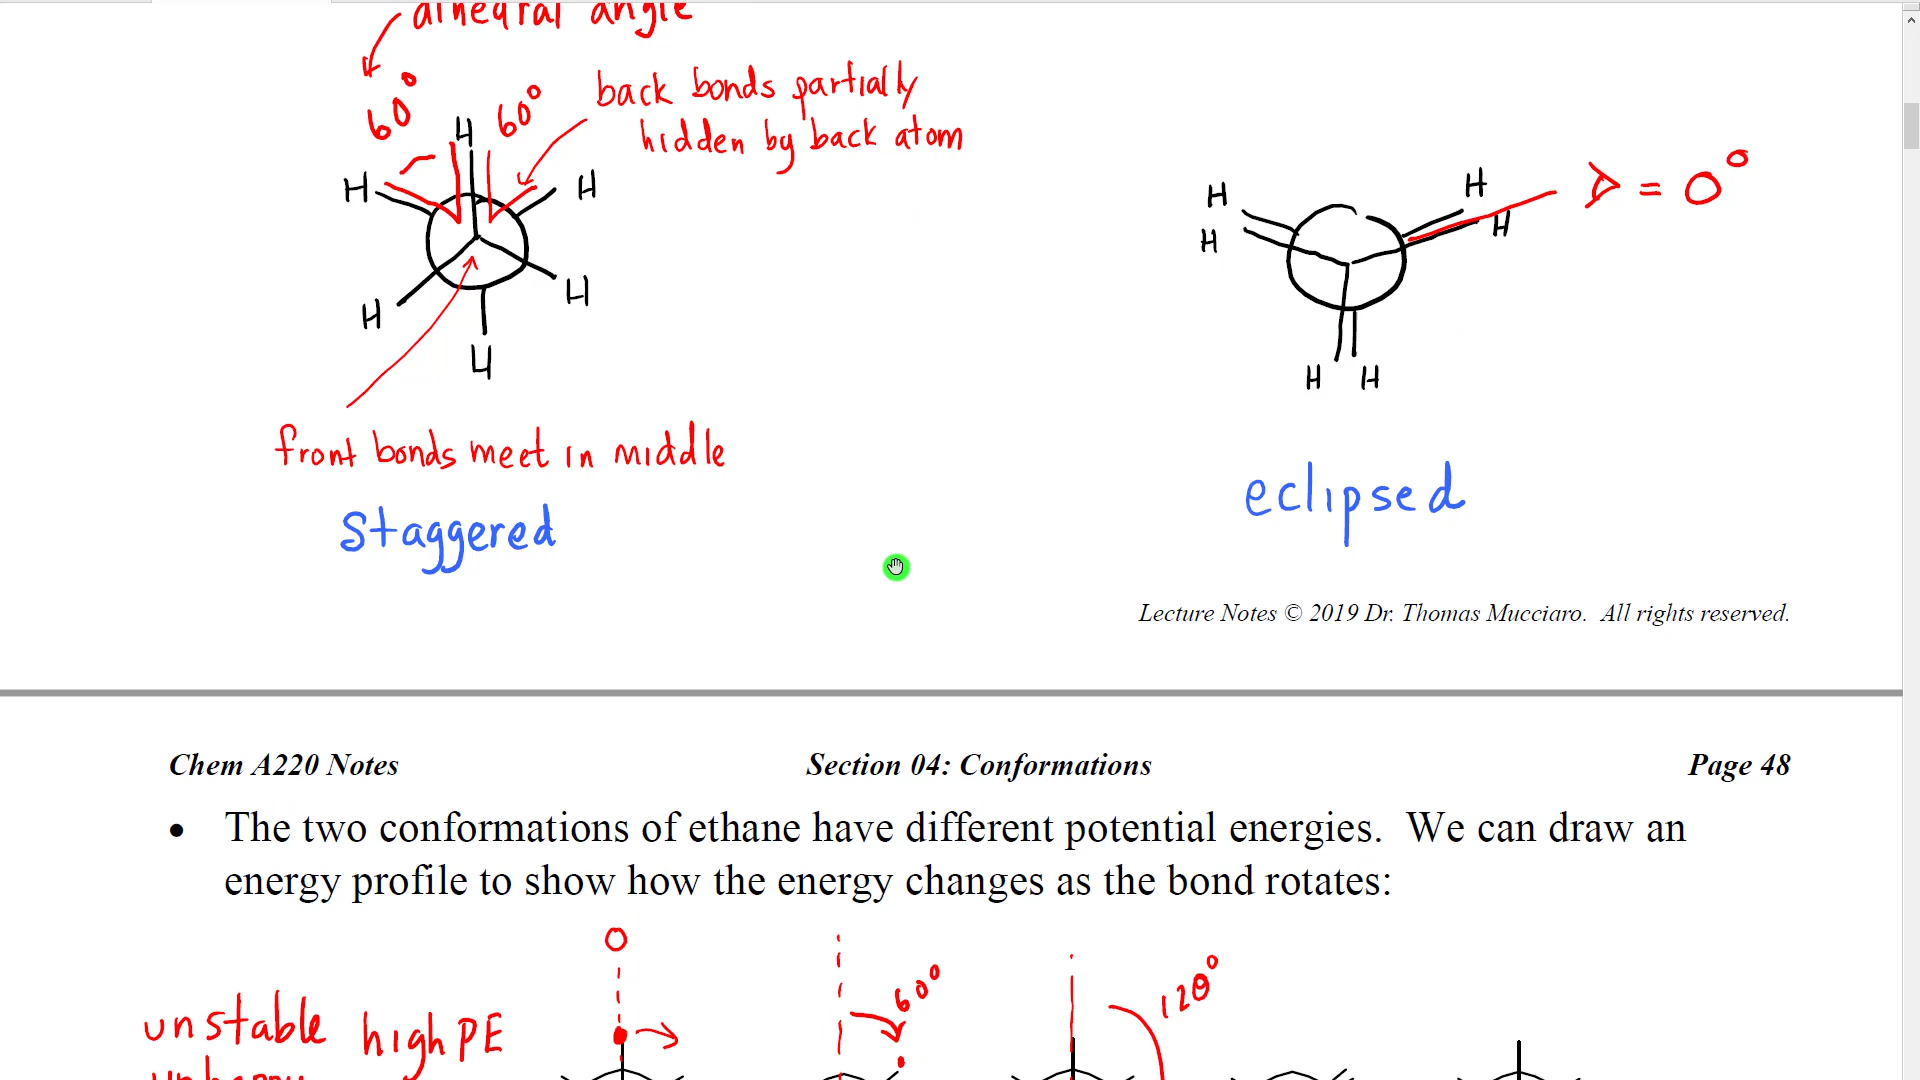 dihedral angle
60° 60°
back bonds partially
hidden by back atom
H H H
H H
H
front bonds meet in middle
staggered
H H
H H
H H
∢ = 0°
eclipsed
Lecture Notes © 2019 Dr. Thomas Mucciaro. All rights reserved.
Chem A220 Notes Section 04: Conformations Page 48
• The two conformations of ethane have different potential energies. We can draw an
energy profile to show how the energy changes as the bond rotates:
0 60° 120°
unstable high PE